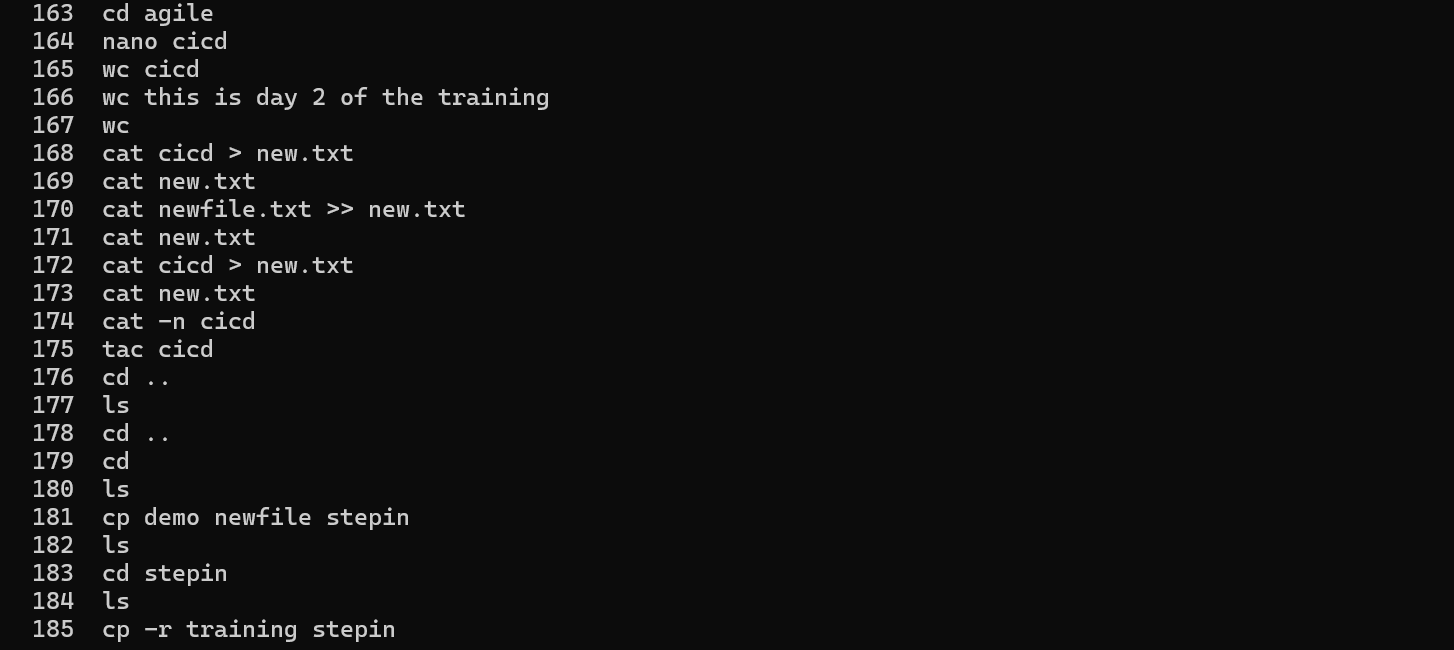 163 cd agile
164 nano cicd
165 wc cicd
166 wc this is day 2 of the training
167 wc
168 cat cicd > new.txt
169 cat new.txt
170 cat newfile.txt >> new.txt
171 cat new.txt
172 cat cicd > new.txt
173 cat new.txt
174 cat -n cicd
175 tac cicd
176 cd ..
177 ls
178 cd ..
179 cd
180 ls
181 cp demo newfile stepin
182 ls
183 cd stepin
184 ls
185 cp -r training stepin